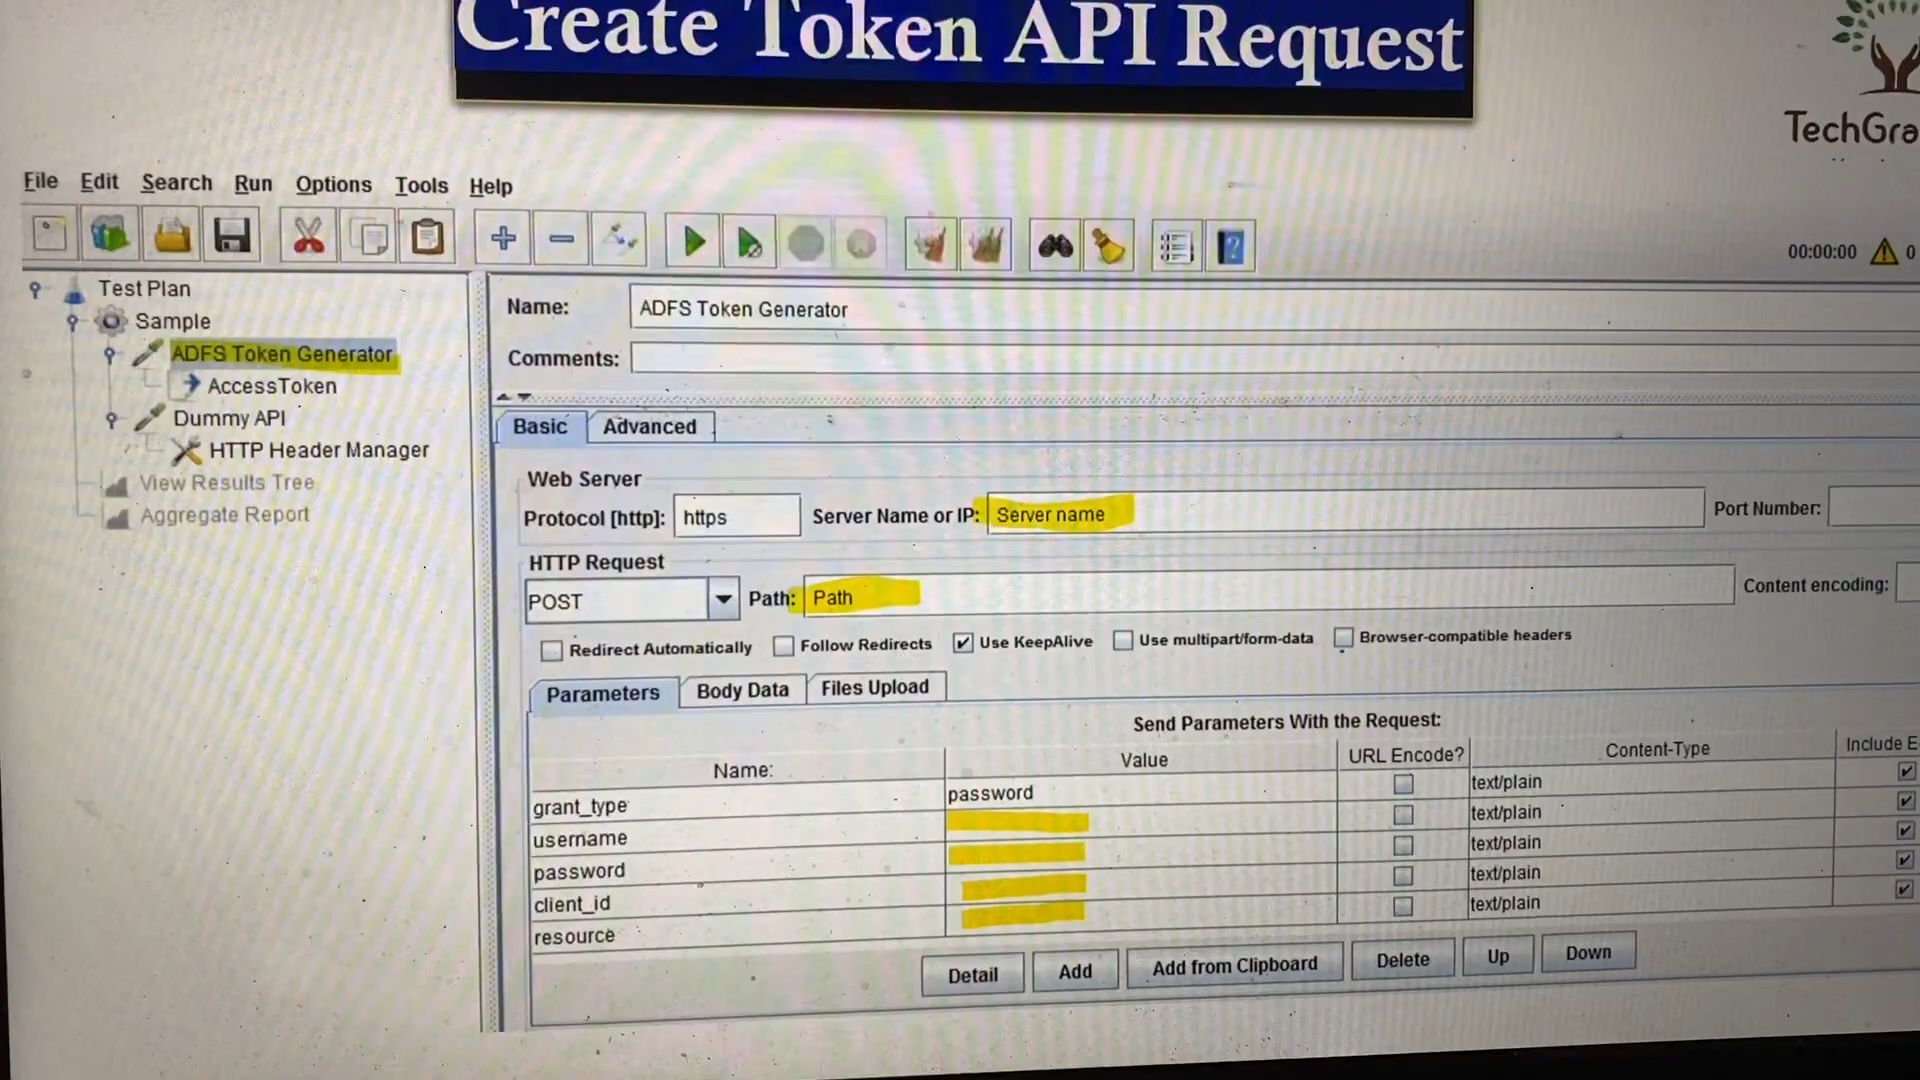 Create Token API Request
TechGra
File Edit Search Run Options Tools Help
00:00:00 0
Test Plan
Sample
ADFS Token Generator
AccessToken
Dummy API
HTTP Header Manager
View Results Tree
Aggregate Report
Name: ADFS Token Generator
Comments:
Basic Advanced
Web Server
Protocol [http]: https Server Name or IP: Server name Port Number:
HTTP Request
POST Path: Path Content encoding:
Redirect Automatically Follow Redirects Use KeepAlive Use multipart/form-data Browser-compatible headers
Parameters Body Data Files Upload
Send Parameters With the Request:
Name: Value URL Encode? Content-Type Include E
grant_type password text/plain
username text/plain
password text/plain
client_id text/plain
resource text/plain
Detail Add Add from Clipboard Delete Up Down